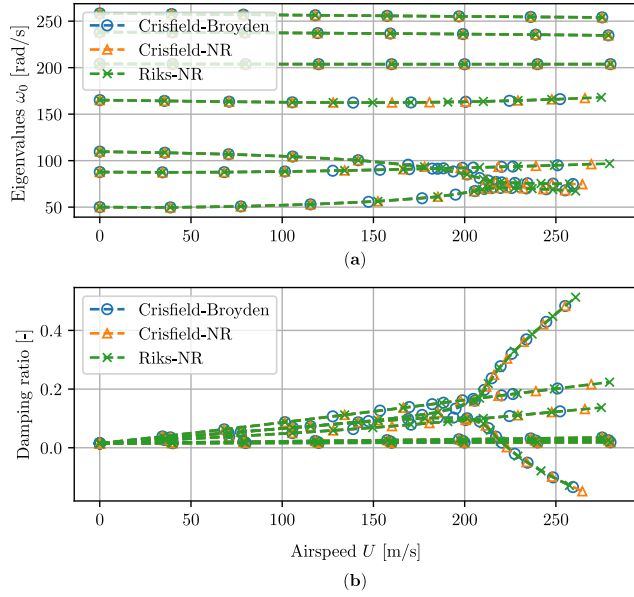 250
200
150
100
50
Eigenvalues ω₀ [rad/s]
Crisfield-Broyden
Crisfield-NR
Riks-NR
0 50 100 150 200 250
(a)
0.4
0.2
0.0
Damping ratio [-]
Crisfield-Broyden
Crisfield-NR
Riks-NR
0 50 100 150 200 250
Airspeed U [m/s]
(b)